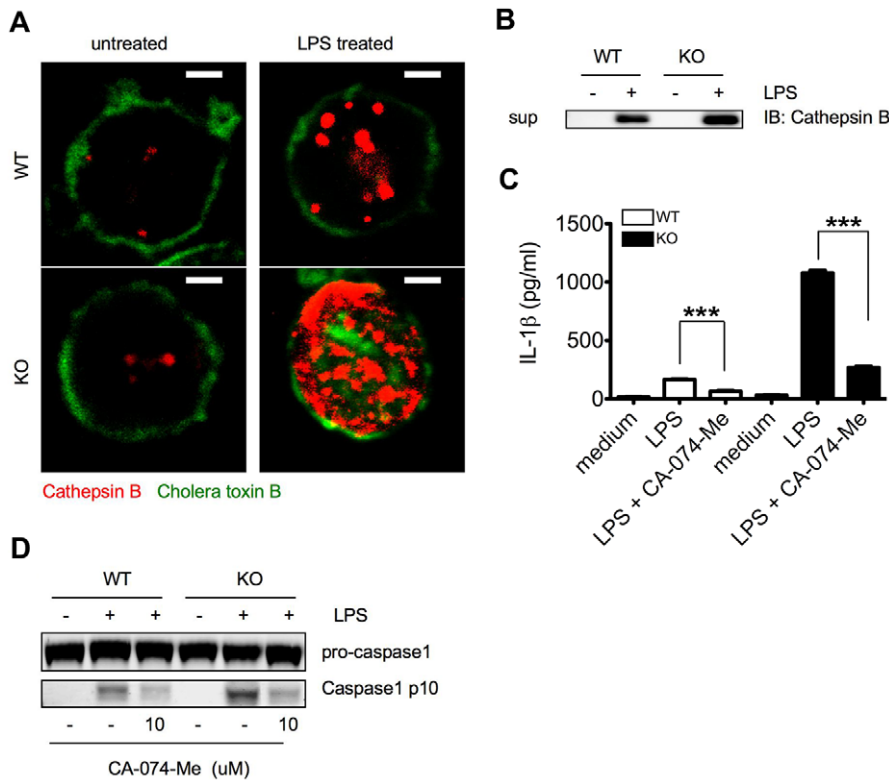 A
untreated
LPS treated
WT
KO
Cathepsin B Cholera toxin B
B
WT KO
- + - + LPS
sup
IB: Cathepsin B
C
WT
KO
IL-1β (pg/ml)
1500
1000
500
0
***
***
medium
LPS
LPS + CA-074-Me
medium
LPS
LPS + CA-074-Me
D
WT KO
- + + - + + LPS
pro-caspase1
Caspase1 p10
- - 10 - - 10
CA-074-Me (uM)